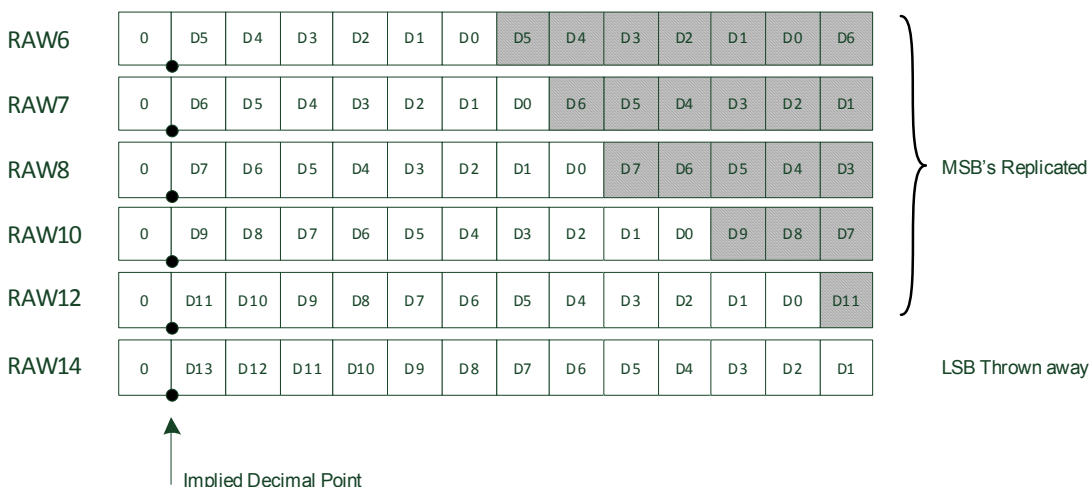 RAW6 0 D5 D4 D3 D2 D1 D0 D5 D4 D3 D2 D1 D0 D6
RAW7 0 D6 D5 D4 D3 D2 D1 D0 D6 D5 D4 D3 D2 D1
RAW8 0 D7 D6 D5 D4 D3 D2 D1 D0 D7 D6 D5 D4 D3
MSB's Replicated
RAW10 0 D9 D8 D7 D6 D5 D4 D3 D2 D1 D0 D9 D8 D7
RAW12 0 D11 D10 D9 D8 D7 D6 D5 D4 D3 D2 D1 D0 D11
RAW14 0 D13 D12 D11 D10 D9 D8 D7 D6 D5 D4 D3 D2 D1
LSB Thrown away
Implied Decimal Point